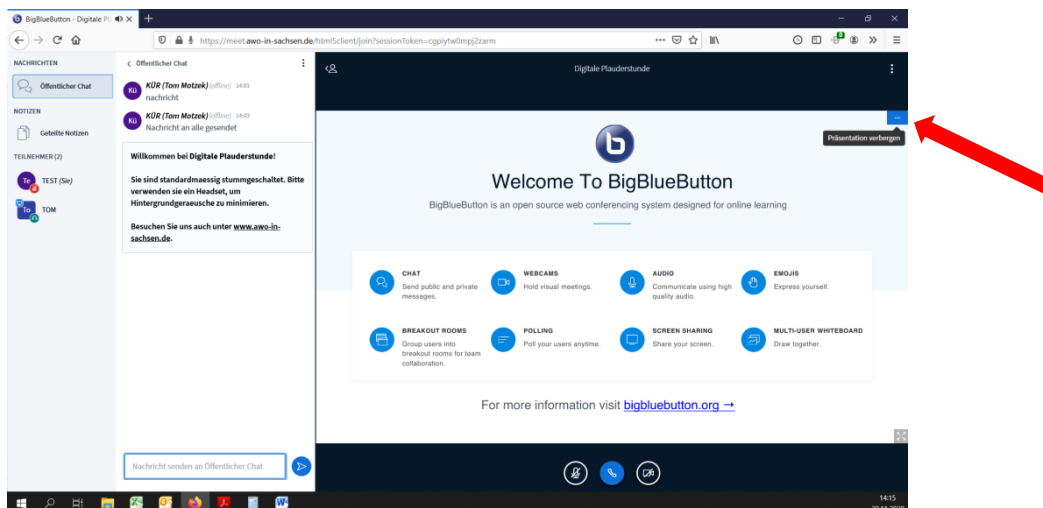 BigBlueButton - Digitale Pl
https://meet.awo-in-sachsen.de/html5client/join?sessionToken=cgpiytw0mpj2zarm
NACHRICHTEN
Öffentlicher Chat
NOTIZEN
Geteilte Notizen
TEILNEHMER (2)
Te TEST (Sie)
To TOM
Öffentlicher Chat
Kü KÜR (Tom Motzek) (offline) 14:01
nachricht
Kü KÜR (Tom Motzek) (offline) 14:03
Nachricht an alle gesendet
Willkommen bei Digitale Plauderstunde!
Sie sind standardmaessig stummgeschaltet. Bitte
verwenden sie ein Headset, um
Hintergrundgeraeusche zu minimieren.
Besuchen Sie uns auch unter www.awo-in-
sachsen.de.
Nachricht senden an Öffentlicher Chat
Digitale Plauderstunde
Präsentation verbergen
Welcome To BigBlueButton
BigBlueButton is an open source web conferencing system designed for online learning
CHAT
Send public and private
messages.
WEBCAMS
Hold visual meetings.
AUDIO
Communicate using high
quality audio.
EMOJIS
Express yourself.
BREAKOUT ROOMS
Group users into
breakout rooms for team
collaboration.
POLLING
Poll your users anytime.
SCREEN SHARING
Share your screen.
MULTI-USER WHITEBOARD
Draw together.
For more information visit bigbluebutton.org →
14:15